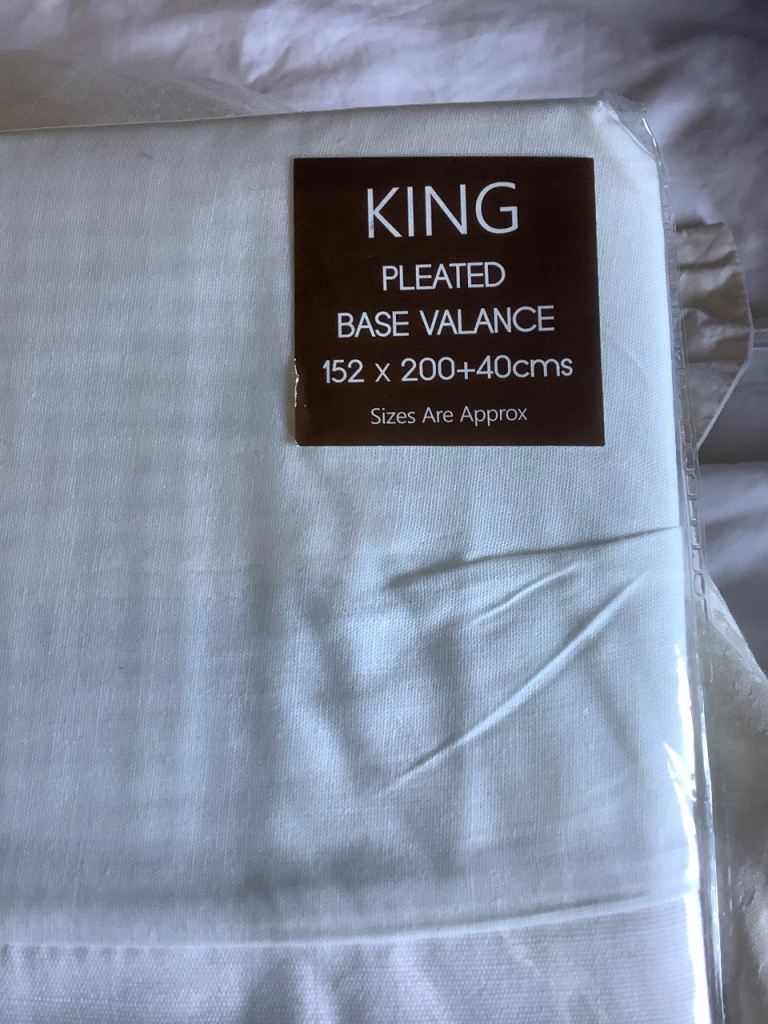 KING
PLEATED
BASE VALANCE
152 x 200+40cms
Sizes Are Approx